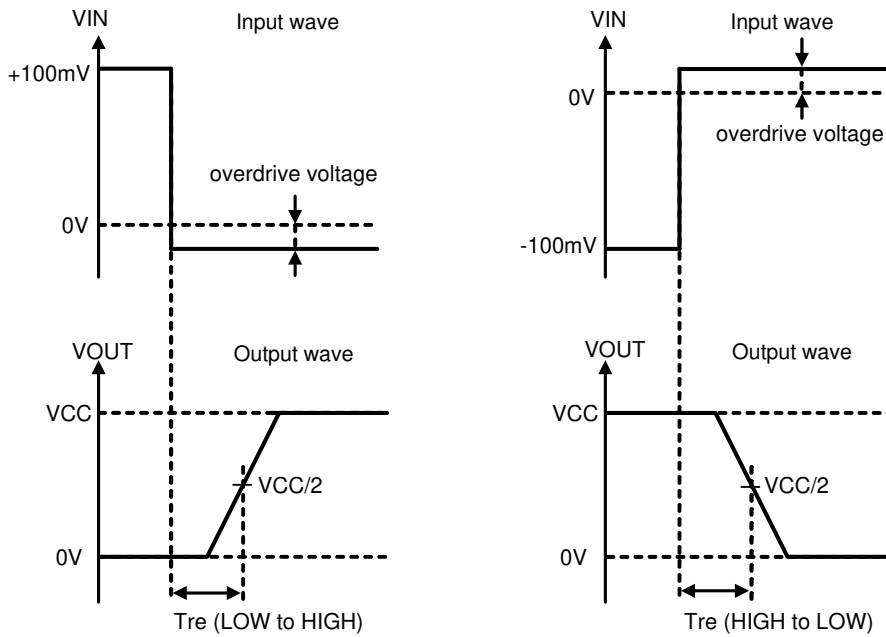 VIN
Input wave
+100mV
overdrive voltage
0V
VOUT
Output wave
VCC
VCC/2
0V
Tre (LOW to HIGH)
VIN
Input wave
0V
overdrive voltage
-100mV
VOUT
Output wave
VCC
VCC/2
0V
Tre (HIGH to LOW)